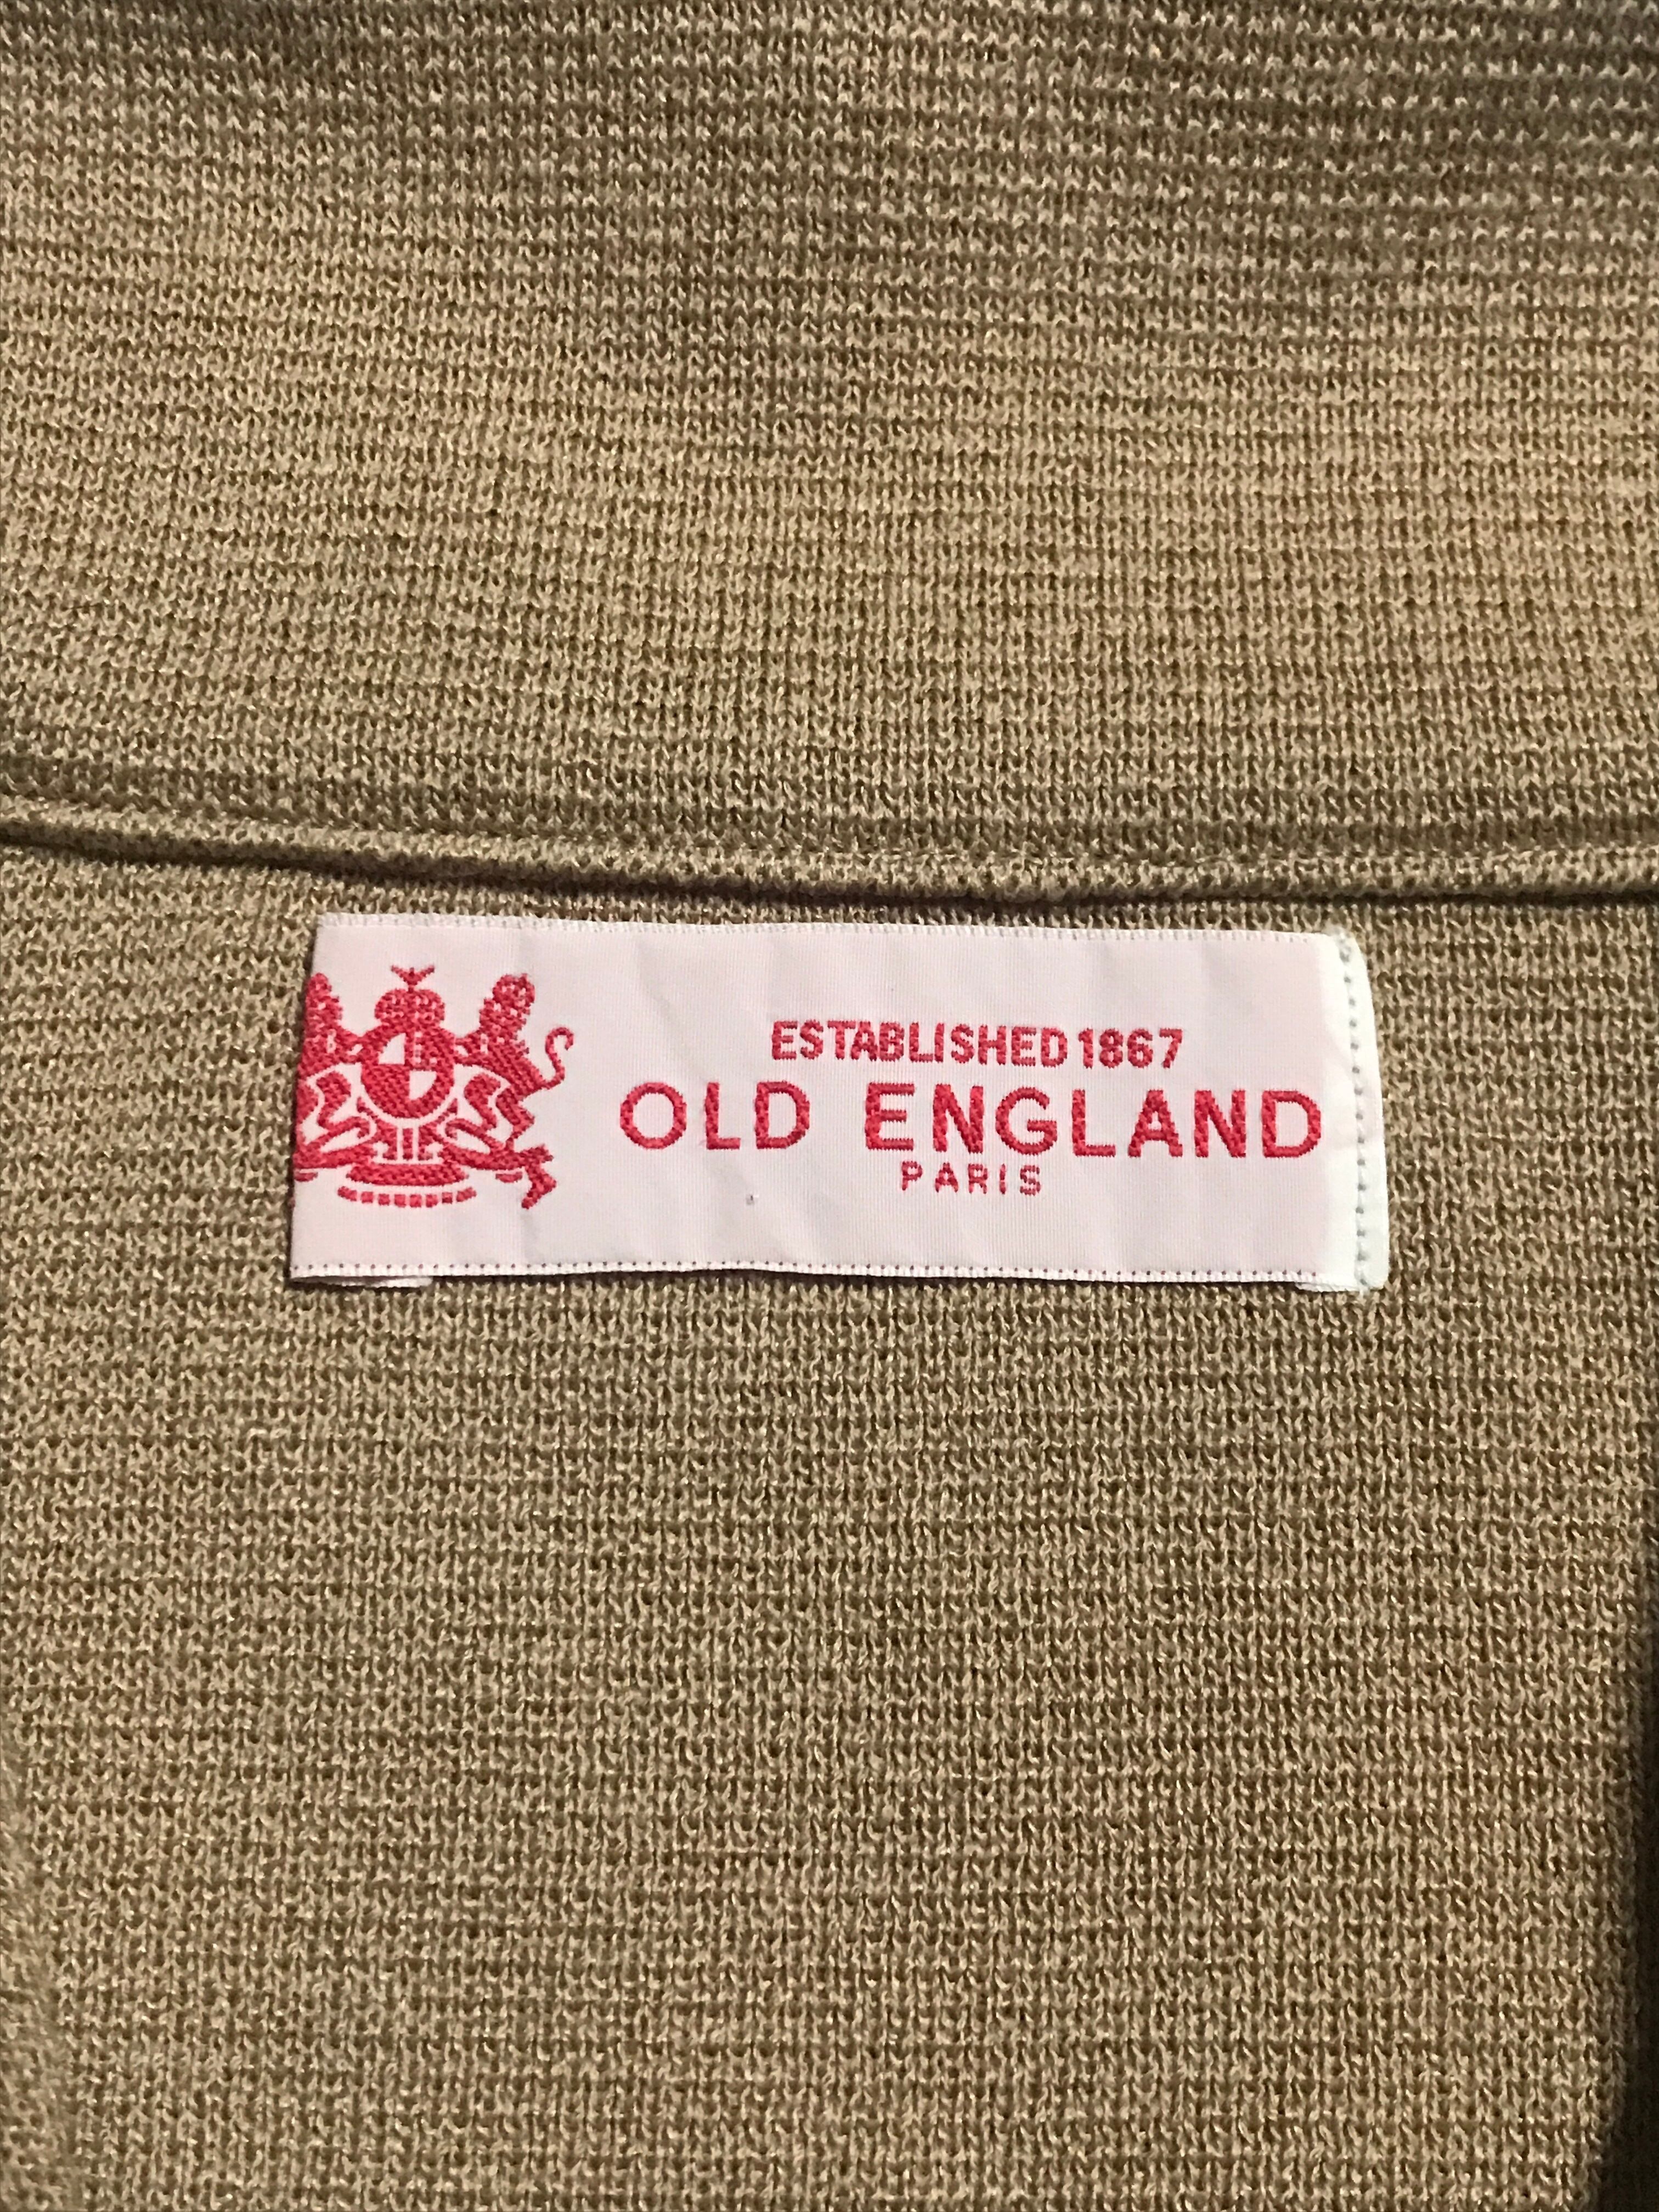 ESTABLISHED 1867
OLD ENGLAND
PARIS